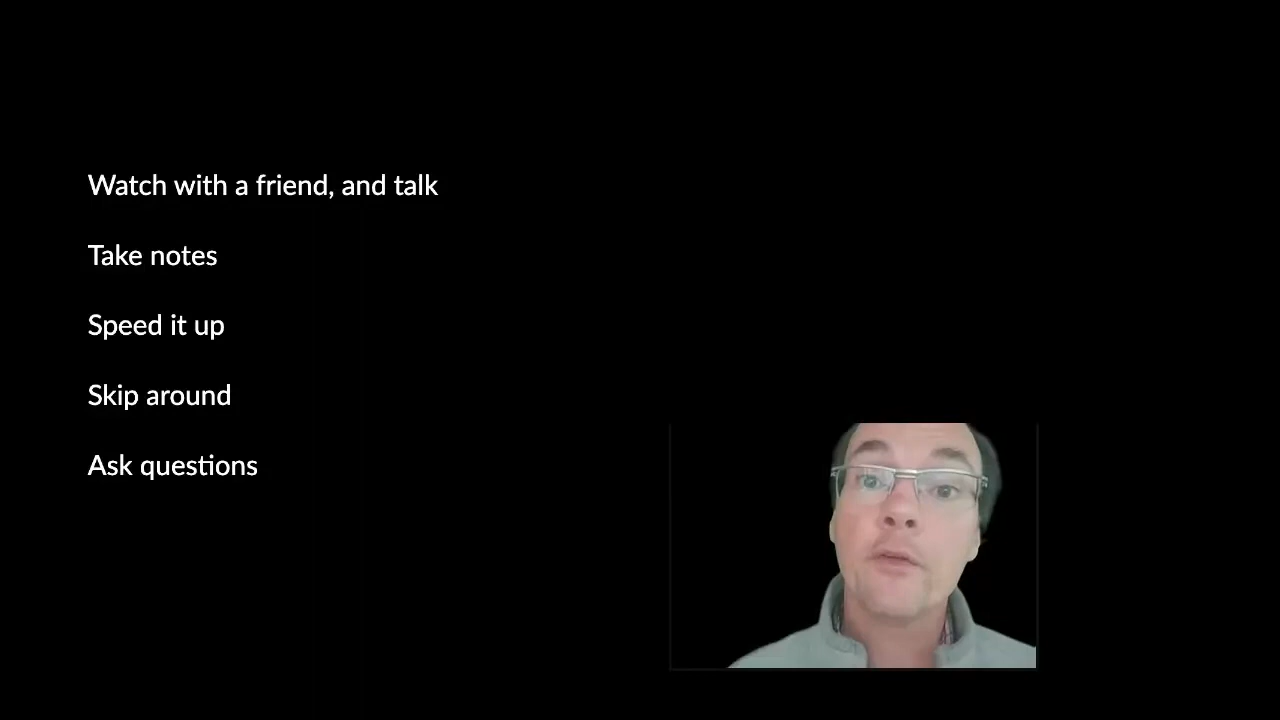 Watch with a friend, and talk
Take notes
Speed it up
Skip around
Ask questions